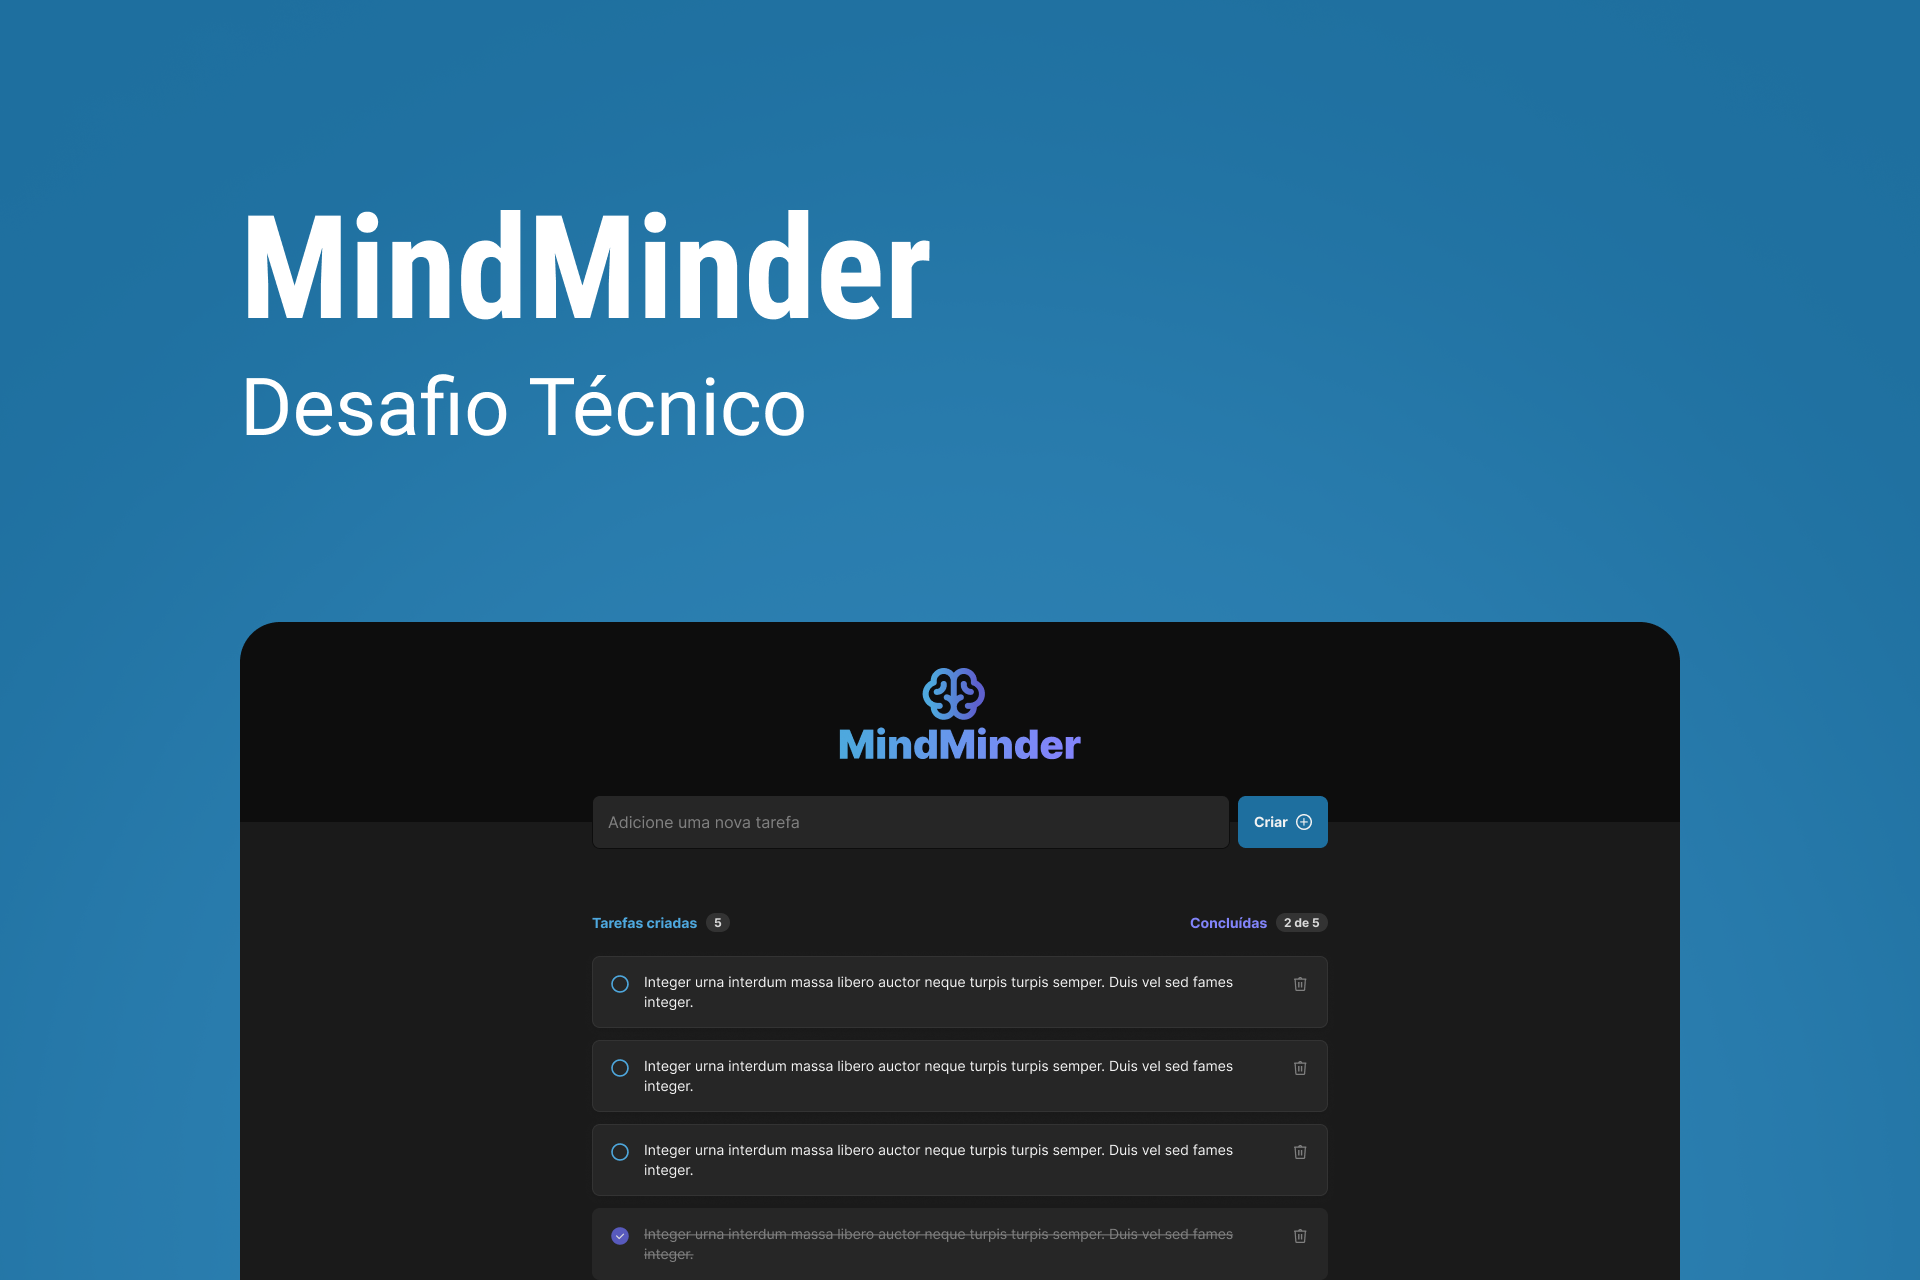 MindMinder
Desafio Técnico
MindMinder
Adicione uma nova tarefa
Criar
Tarefas criadas 5
Concluídas 2 de 5
Integer urna interdum massa libero auctor neque turpis turpis semper. Duis vel sed fames
integer.
Integer urna interdum massa libero auctor neque turpis turpis semper. Duis vel sed fames
integer.
Integer urna interdum massa libero auctor neque turpis turpis semper. Duis vel sed fames
integer.
Integer urna interdum massa libero auctor neque turpis turpis semper. Duis vel sed fames
integer.